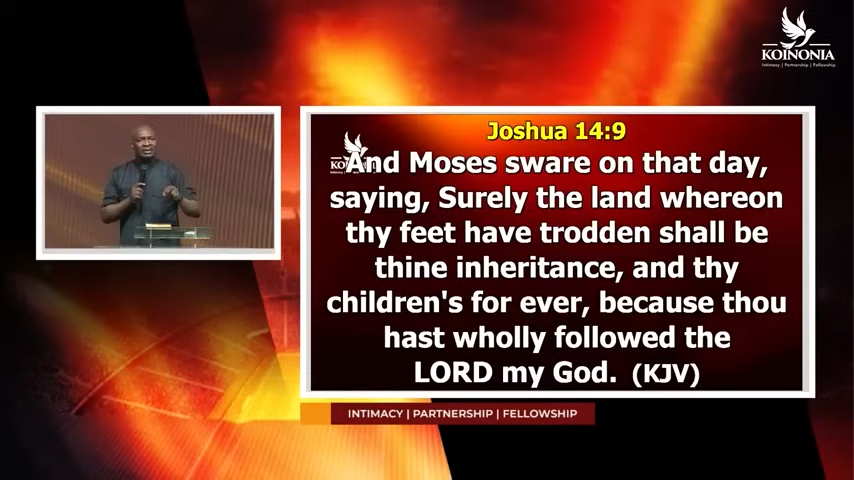 KOINONIA
Intimacy | Partnership | Fellowship
Joshua 14:9
And Moses sware on that day,
saying, Surely the land whereon
thy feet have trodden shall be
thine inheritance, and thy
children's for ever, because thou
hast wholly followed the
LORD my God. (KJV)
INTIMACY | PARTNERSHIP | FELLOWSHIP